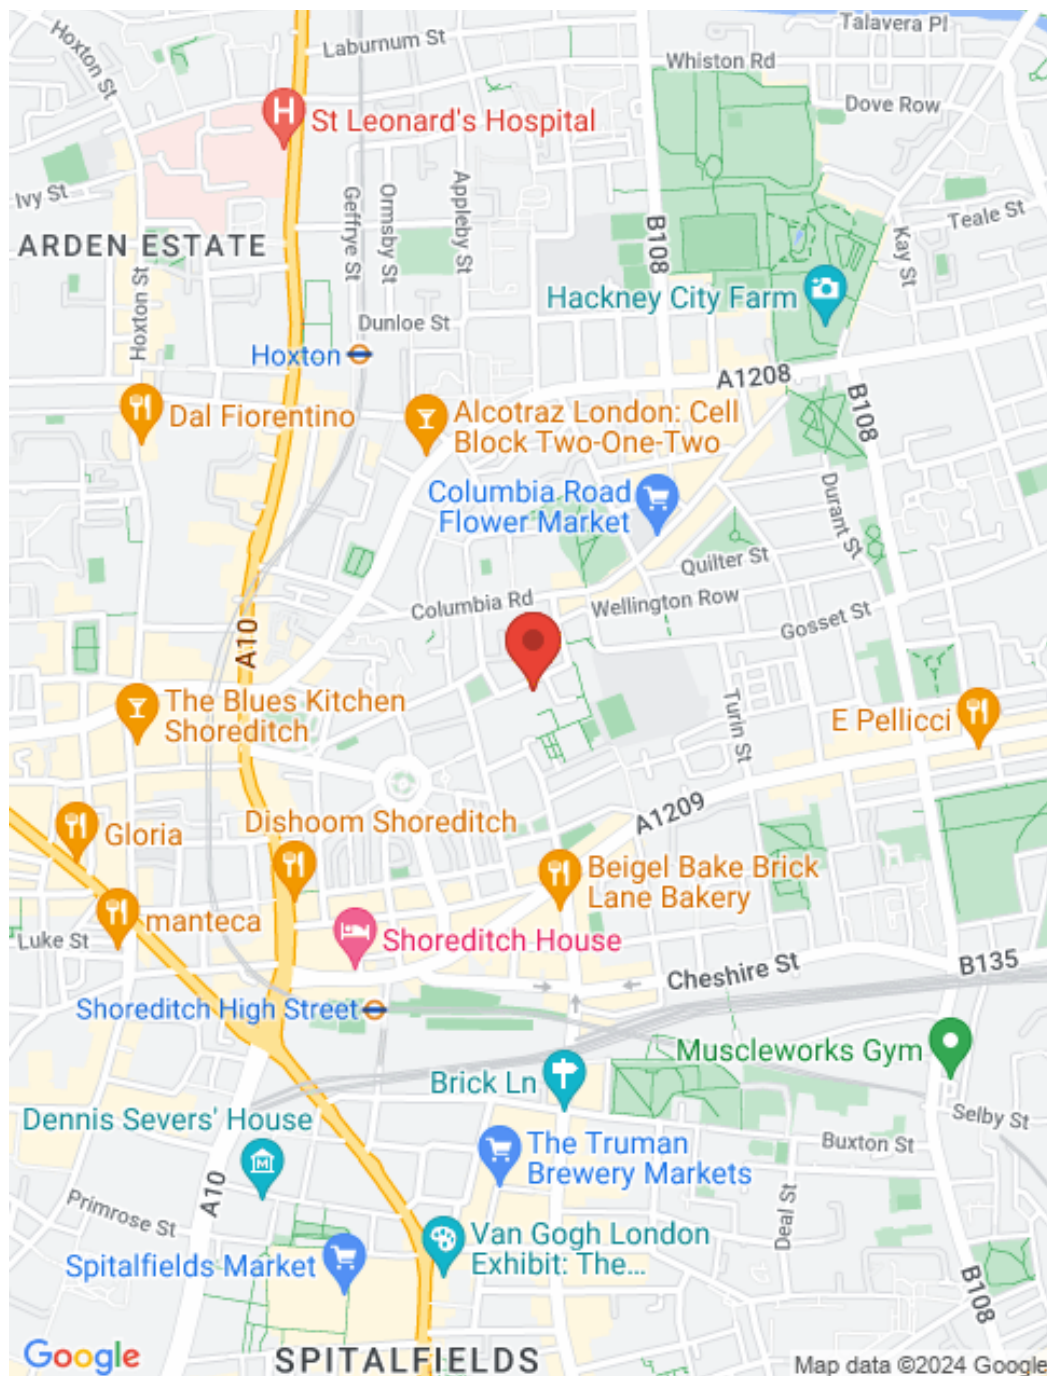 Hoxton St
Laburnum St
Talavera Pl
Whiston Rd
Dove Row
H
St Leonard's Hospital
Ivy St
Geffrye St
Ormsby St
Appleby St
B108
Teale St
Kay St
ARDEN ESTATE
Hoxton St
Hackney City Farm
Dunloe St
Hoxton
A1208
B108
Dal Fiorentino
Alcotraz London: Cell
Block Two-One-Two
Columbia Road
Flower Market
Durant St
Quilter St
Columbia Rd
Wellington Row
Gosset St
A10
The Blues Kitchen
Shoreditch
Turin St
E Pellicci
A1209
Gloria
Dishoom Shoreditch
Beigel Bake Brick
Lane Bakery
manteca
Luke St
Shoreditch House
Cheshire St
B135
Shoreditch High Street
Muscleworks Gym
Brick Ln
Dennis Severs' House
M
Selby St
Buxton St
The Truman
Brewery Markets
A10
Primrose St
Deal St
Van Gogh London
Exhibit: The...
Spitalfields Market
B108
Google
SPITALFIELDS
Map data ©2024 Google